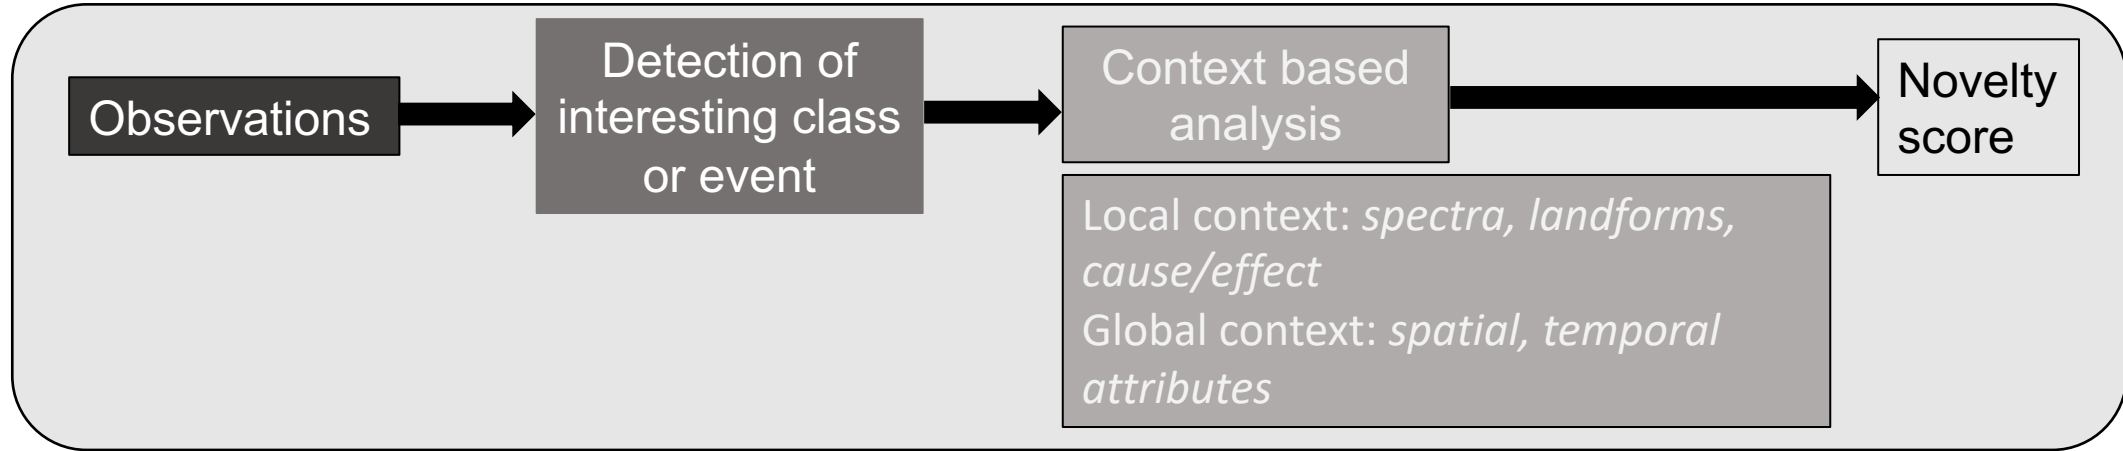 Observations
Detection of
interesting class
or event
Context based
analysis
Novelty
score
Local context: spectra, landforms,
cause/effect
Global context: spatial, temporal
attributes